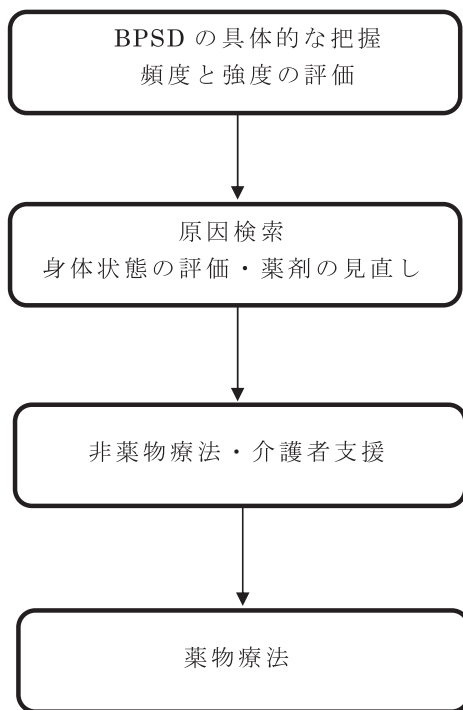 BPSD の具体的な把握
頻度と強度の評価
原因検索
身体状態の評価・薬剤の見直し
非薬物療法・介護者支援
薬物療法